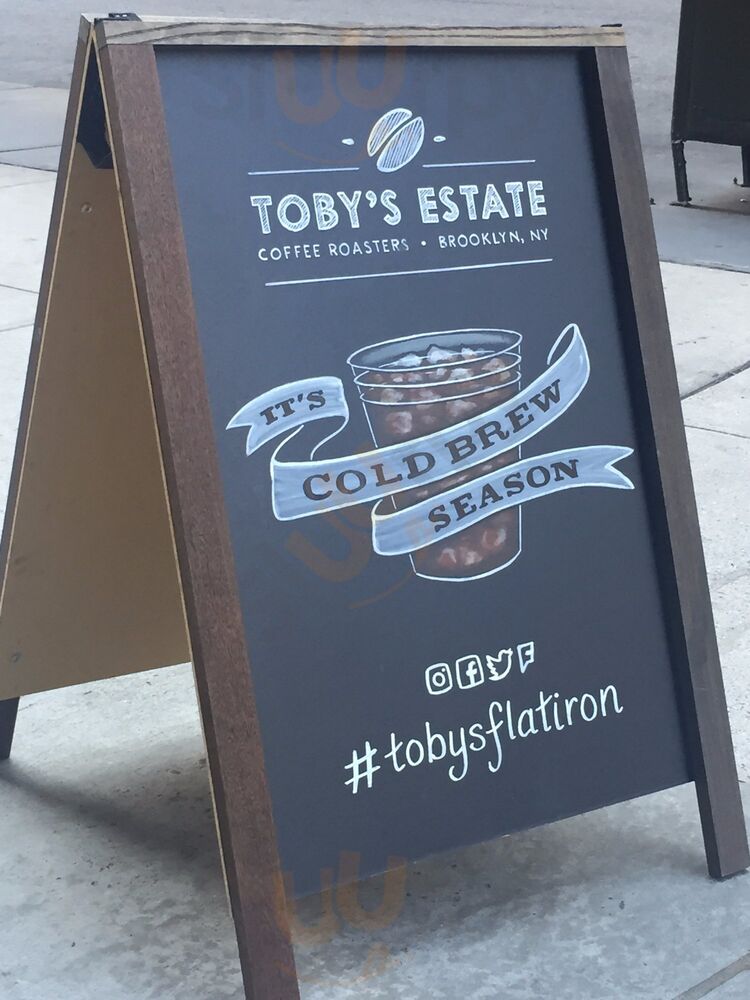 TOBY'S ESTATE
COFFEE ROASTERS • BROOKLYN, NY
IT'S
COLD BREW
SEASON
#tobysflatiron